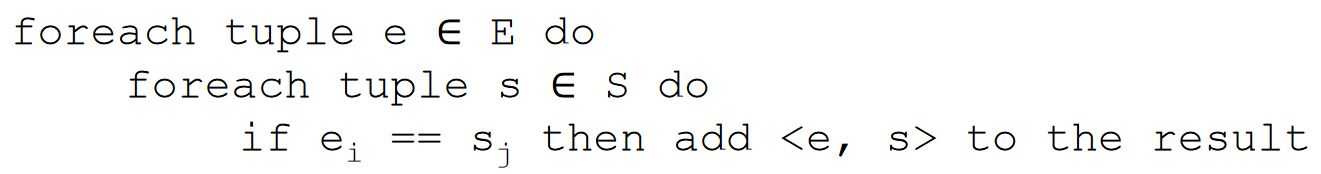 foreach tuple e ∈ E do
foreach tuple s ∈ S do
if eᵢ == sⱼ then add <e, s> to the result